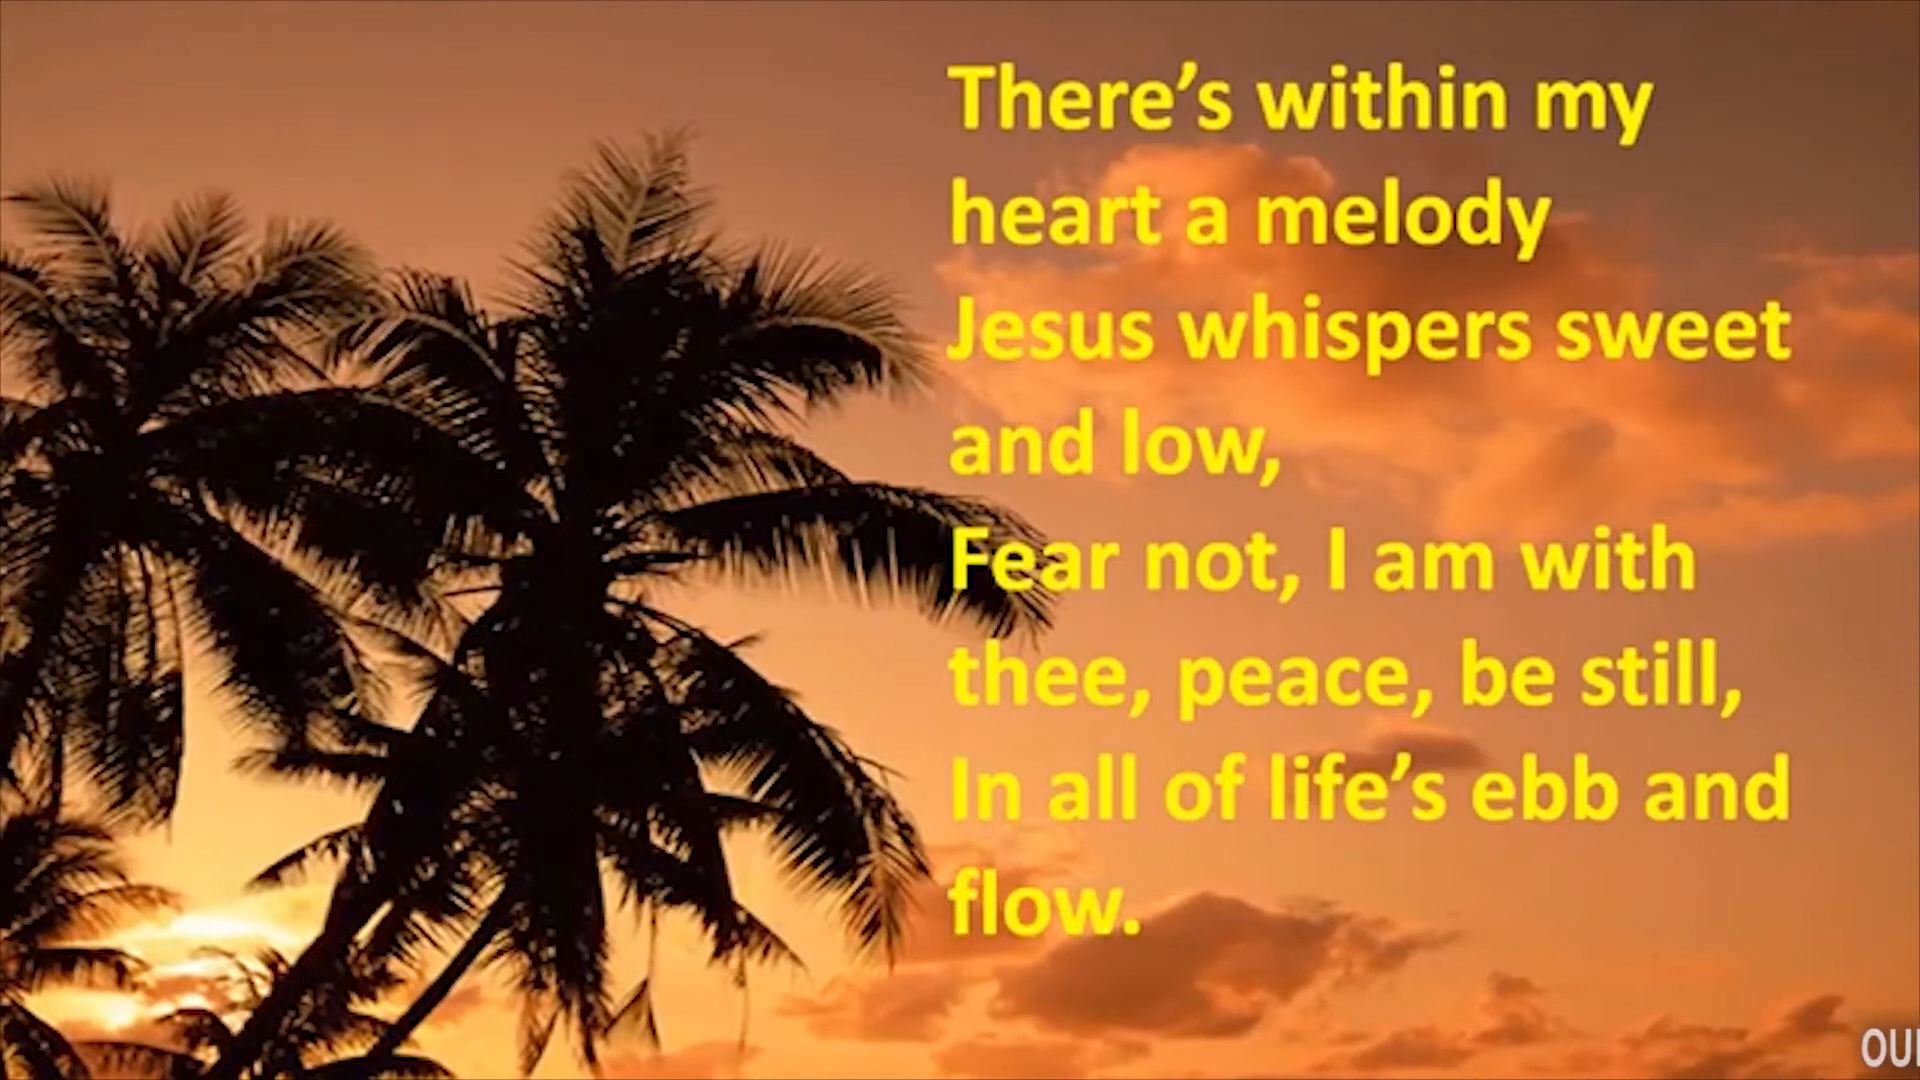 There’s within my
heart a melody
Jesus whispers sweet
and low,
Fear not, I am with
thee, peace, be still,
In all of life’s ebb and
flow.